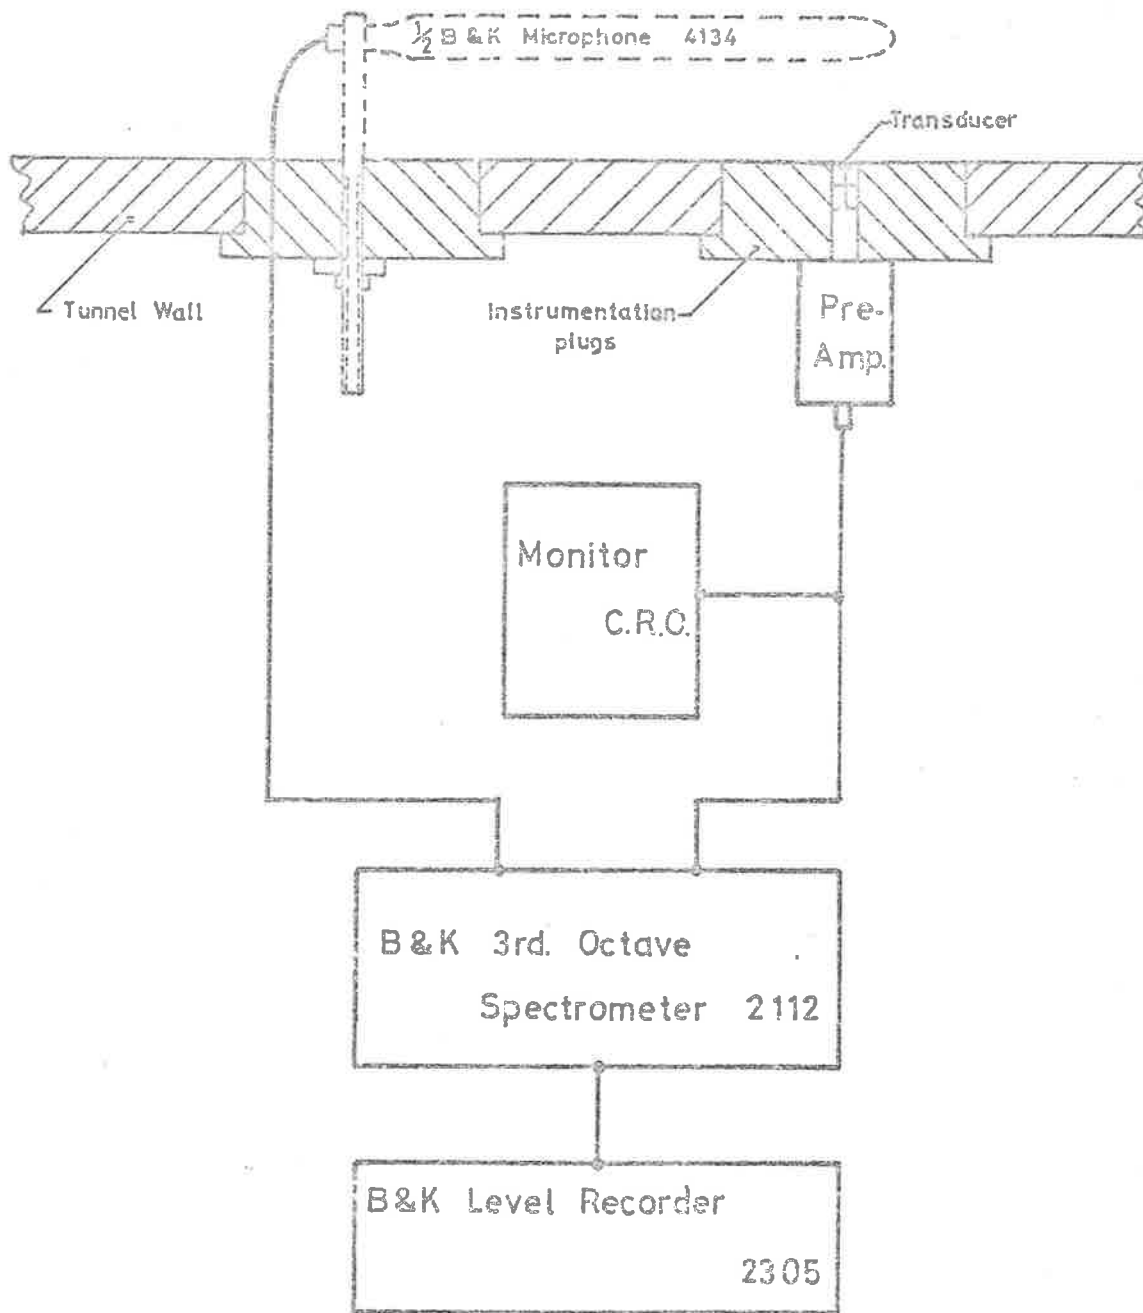 ½ B & K Microphone 4134
Transducer
Tunnel Wall
Instrumentation
plugs
Pre-
Amp.
Monitor
C.R.O.
B & K 3rd. Octave
Spectrometer 2112
B&K Level Recorder
2305